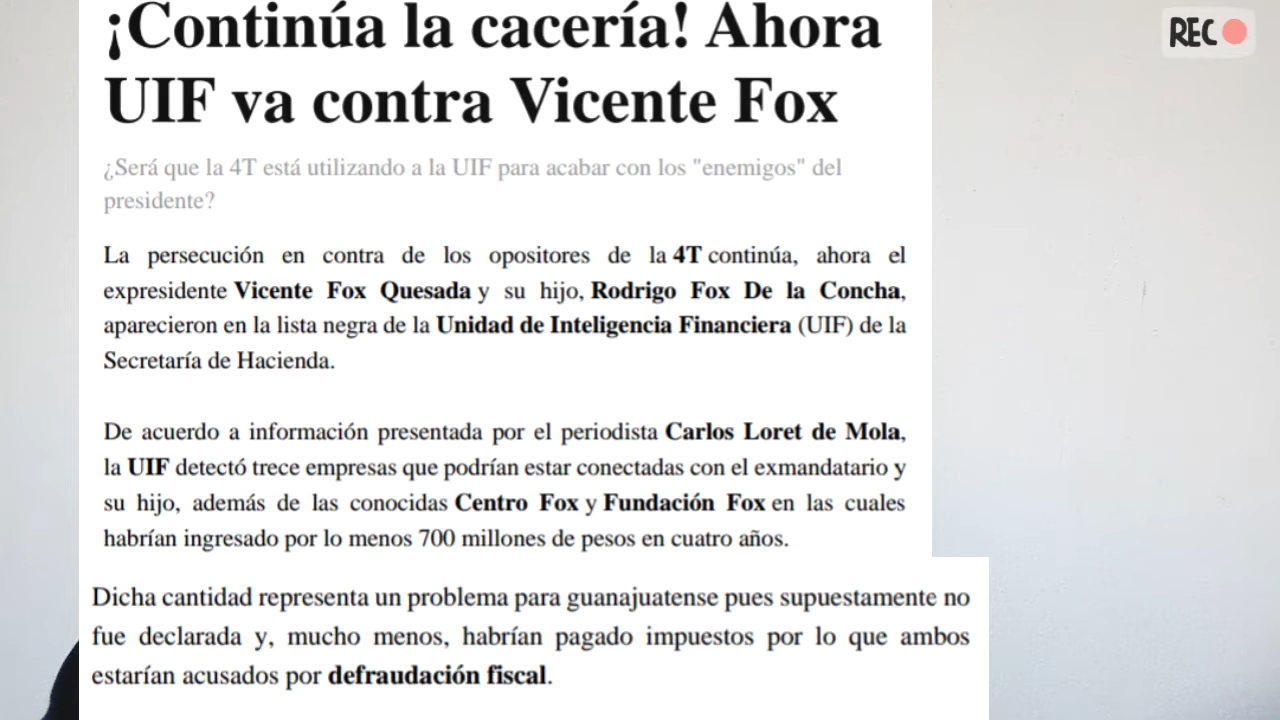 ¡Continúa la cacería! Ahora
UIF va contra Vicente Fox
REC
¿Será que la 4T está utilizando a la UIF para acabar con los "enemigos" del
presidente?
La persecución en contra de los opositores de la 4T continúa, ahora el
expresidente Vicente Fox Quesada y su hijo, Rodrigo Fox De la Concha,
aparecieron en la lista negra de la Unidad de Inteligencia Financiera (UIF) de la
Secretaría de Hacienda.
De acuerdo a información presentada por el periodista Carlos Loret de Mola,
la UIF detectó trece empresas que podrían estar conectadas con el exmandatario y
su hijo, además de las conocidas Centro Fox y Fundación Fox en las cuales
habrían ingresado por lo menos 700 millones de pesos en cuatro años.
Dicha cantidad representa un problema para guanajuatense pues supuestamente no
fue declarada y, mucho menos, habrían pagado impuestos por lo que ambos
estarían acusados por defraudación fiscal.